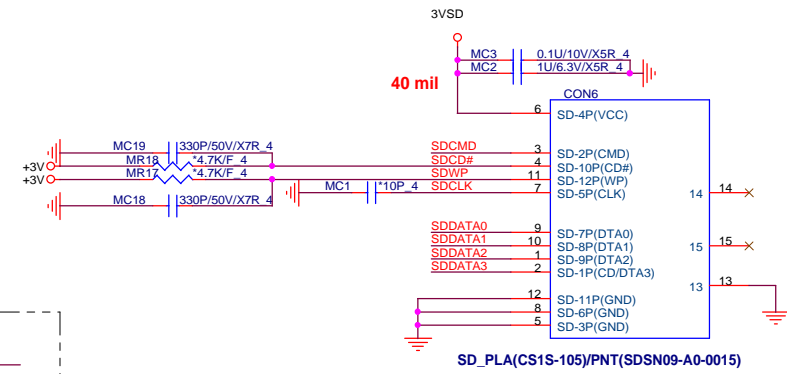 3VSD
MC3 0.1U/10V/X5R_4
MC2 1U/6.3V/X5R_4
40 mil
CON6
6 SD-4P(VCC)
MC19 330P/50V/X7R_4
+3V MR18 *4.7K/F_4
+3V MR17 *4.7K/F_4
MC18 330P/50V/X7R_4
MC1 *10P_4
SDCMD 3 SD-2P(CMD)
SDCD# 4 SD-10P(CD#)
SDWP 11 SD-12P(WP)
SDCLK 7 SD-5P(CLK)
14 14
SDDATA0 9 SD-7P(DTA0)
SDDATA1 10 SD-8P(DTA1)
SDDATA2 1 SD-9P(DTA2)
SDDATA3 2 SD-1P(CD/DTA3)
15 15
13 13
12 SD-11P(GND)
8 SD-6P(GND)
5 SD-3P(GND)
SD_PLA(CS1S-105)/PNT(SDSN09-A0-0015)